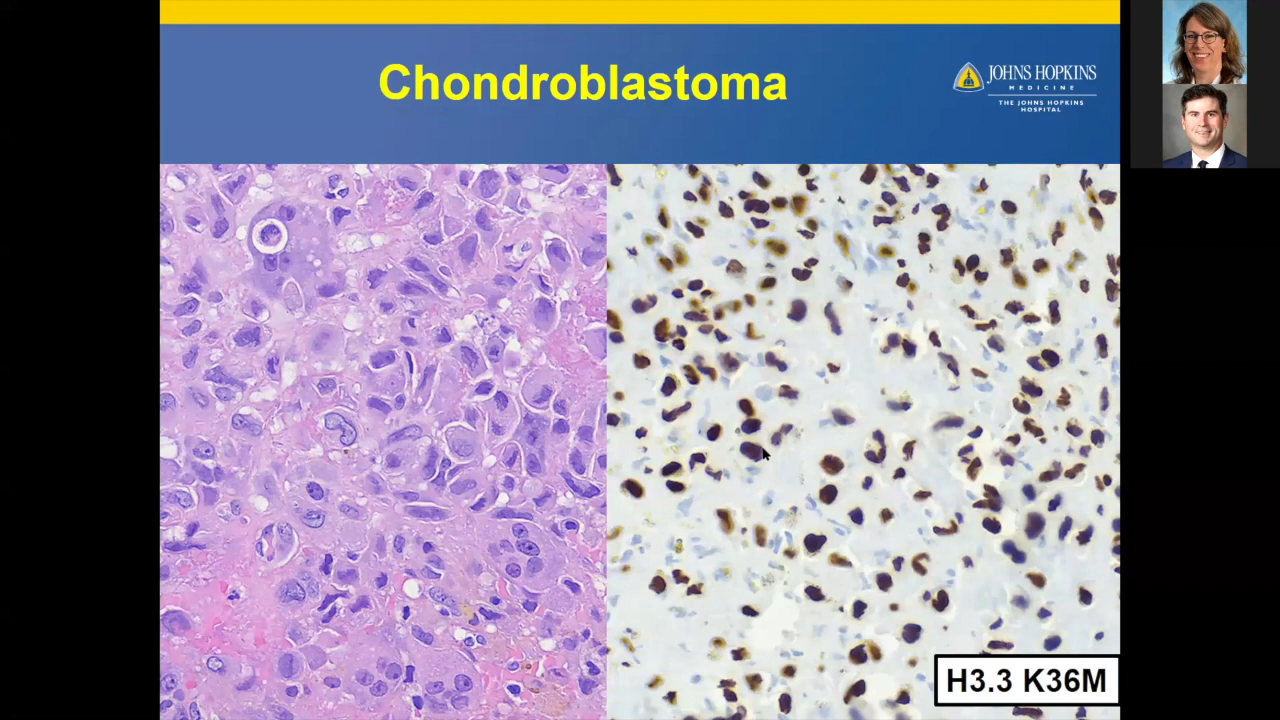 Chondroblastoma
JOHNS HOPKINS
MEDICINE
THE JOHNS HOPKINS
HOSPITAL
H3.3 K36M